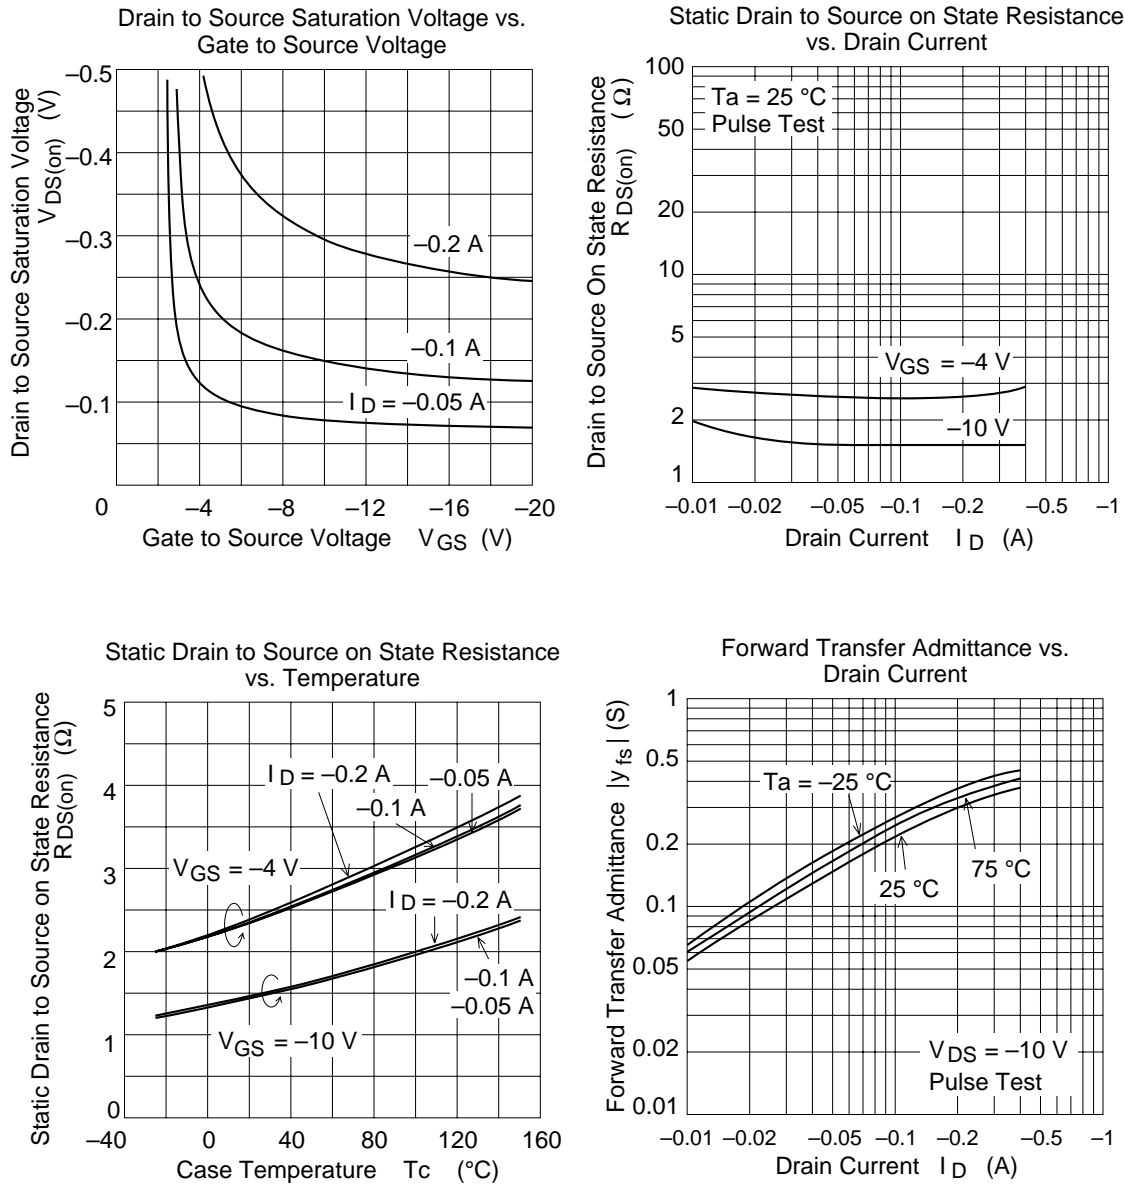 Drain to Source Saturation Voltage vs.
Gate to Source Voltage
Drain to Source Saturation Voltage
V DS(on) (V)
–0.5
–0.4
–0.3
–0.2
–0.1
–0.2 A
–0.1 A
I D = –0.05 A
0 –4 –8 –12 –16 –20
Gate to Source Voltage V GS (V)
Static Drain to Source on State Resistance
vs. Drain Current
Drain to Source On State Resistance
R DS(on) (Ω)
100
50
20
10
5
2
1
Ta = 25 °C
Pulse Test
VGS = –4 V
–10 V
–0.01 –0.02 –0.05 –0.1 –0.2 –0.5 –1
Drain Current I D (A)
Static Drain to Source on State Resistance
vs. Temperature
Static Drain to Source on State Resistance
R DS(on) (Ω)
5
4
3
2
1
0
I D = –0.2 A
–0.05 A
–0.1 A
VGS = –4 V
I D = –0.2 A
–0.1 A
–0.05 A
VGS = –10 V
–40 0 40 80 120 160
Case Temperature Tc (°C)
Forward Transfer Admittance vs.
Drain Current
Forward Transfer Admittance |y fs| (S)
1
0.5
0.2
0.1
0.05
0.02
0.01
Ta = –25 °C
75 °C
25 °C
V DS = –10 V
Pulse Test
–0.01 –0.02 –0.05 –0.1 –0.2 –0.5 –1
Drain Current I D (A)